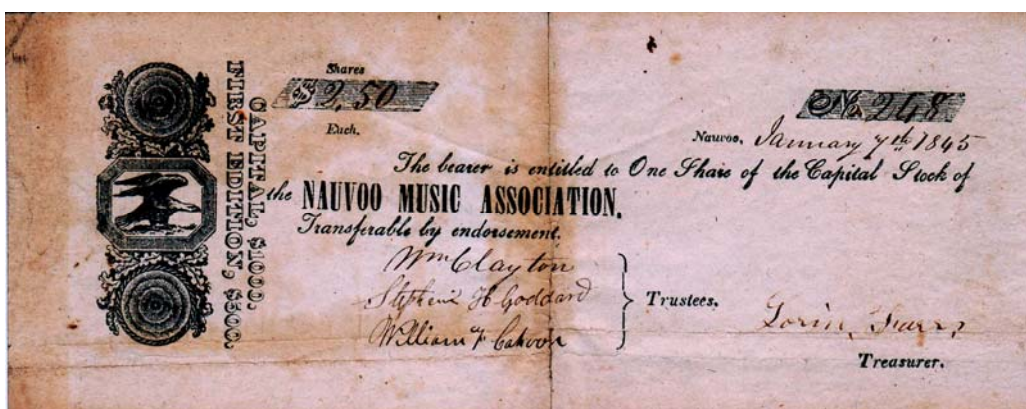 CAPITAL, $1000.
FIRST EDITION, $500.
Shares
$ 2,50
Each.
No. 248
Nauvoo, January 7th 1845
The bearer is entitled to One Share of the Capital Stock of
the NAUVOO MUSIC ASSOCIATION.
Transferable by endorsement.
Wm Clayton
Stephen H Goddard
William F Cahoon
Trustees.
Lorin Farr,
Treasurer.